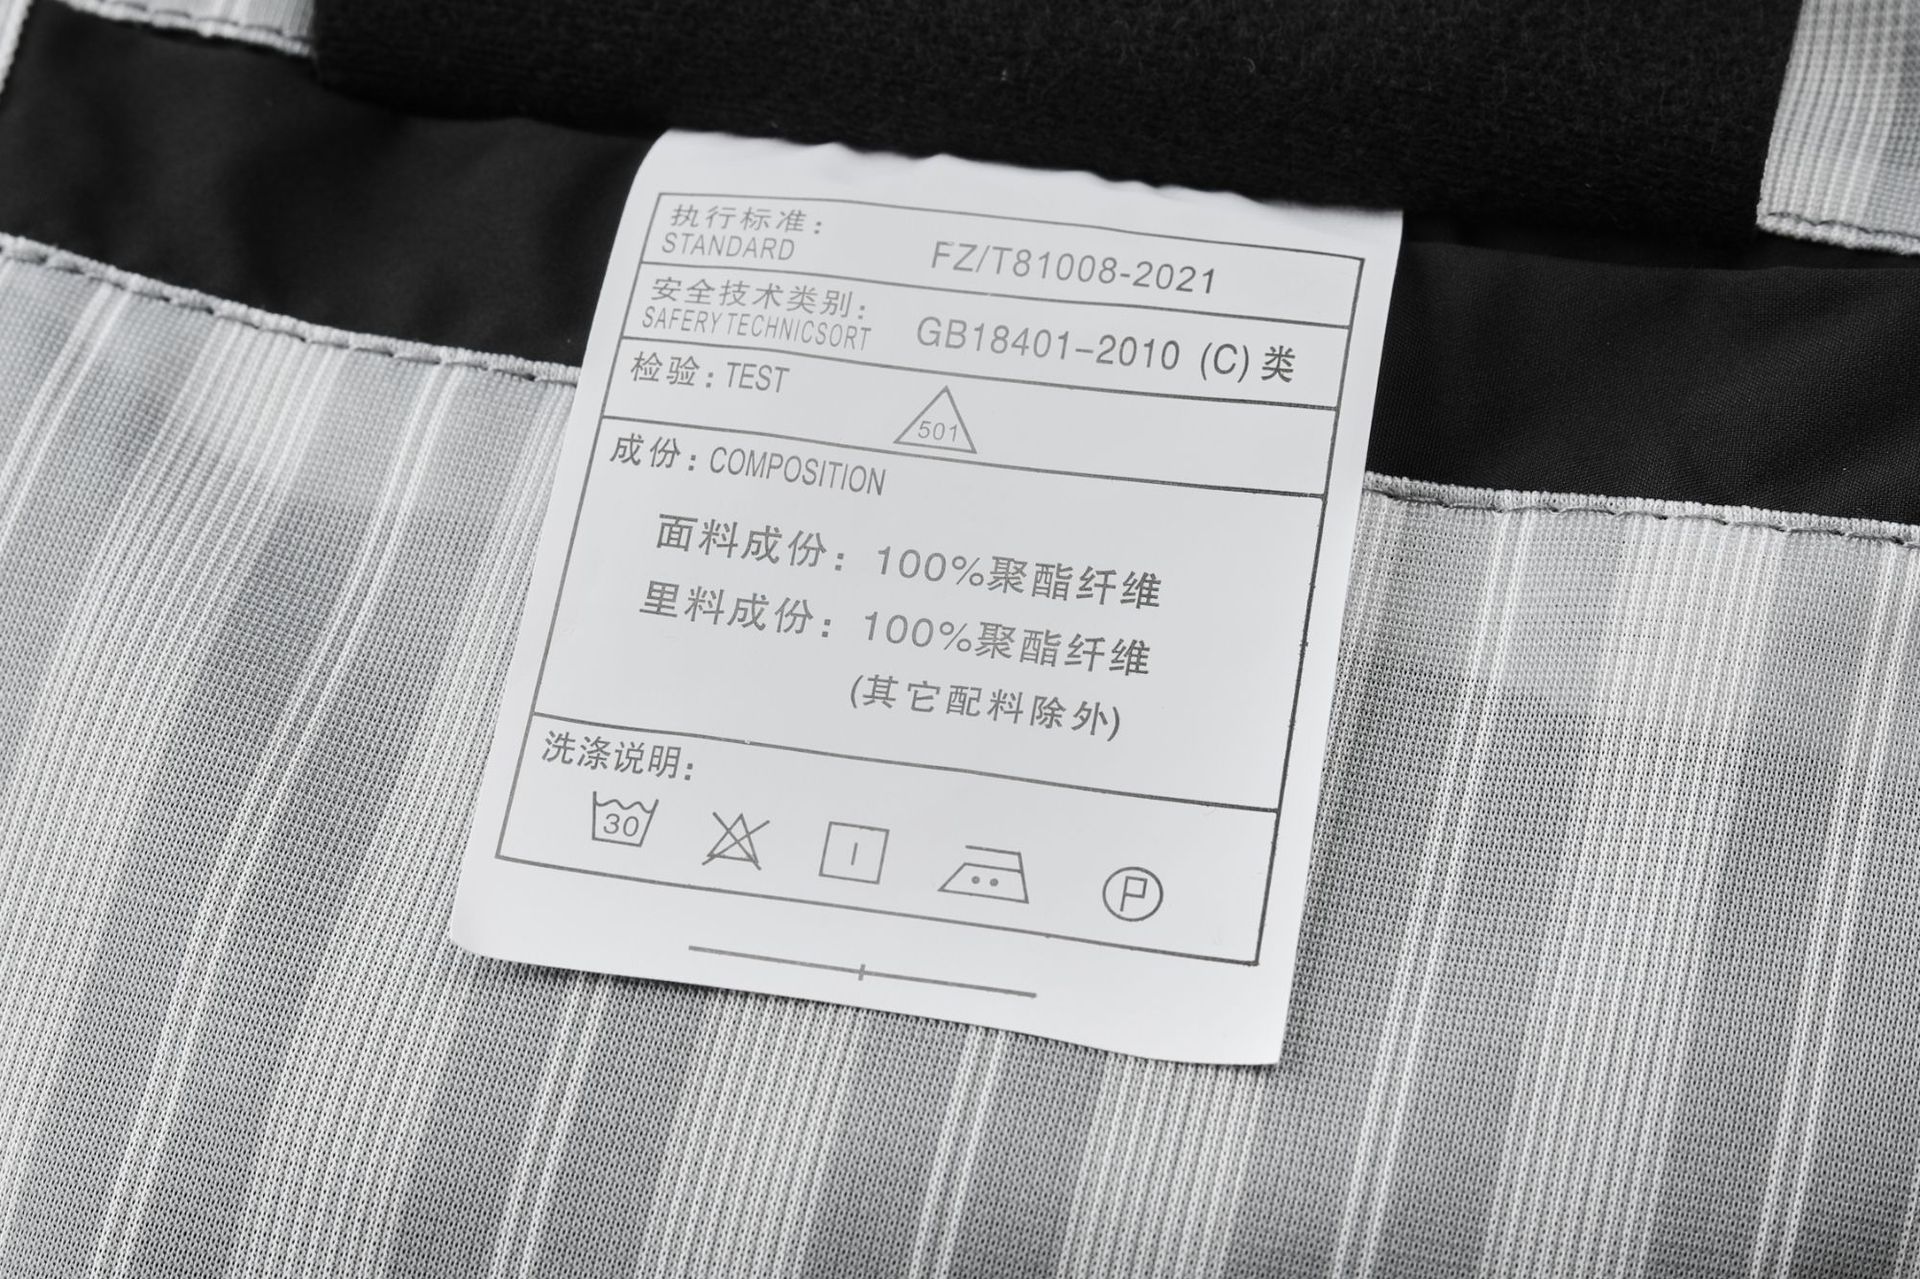 执行标准：
STANDARD
FZ/T81008-2021
安全技术类别：
SAFERY TECHNICSORT
GB18401-2010 (C) 类
检验：TEST
501
成份：COMPOSITION
面料成份：100%聚酯纤维
里料成份：100%聚酯纤维
(其它配料除外)
洗涤说明：
30
P